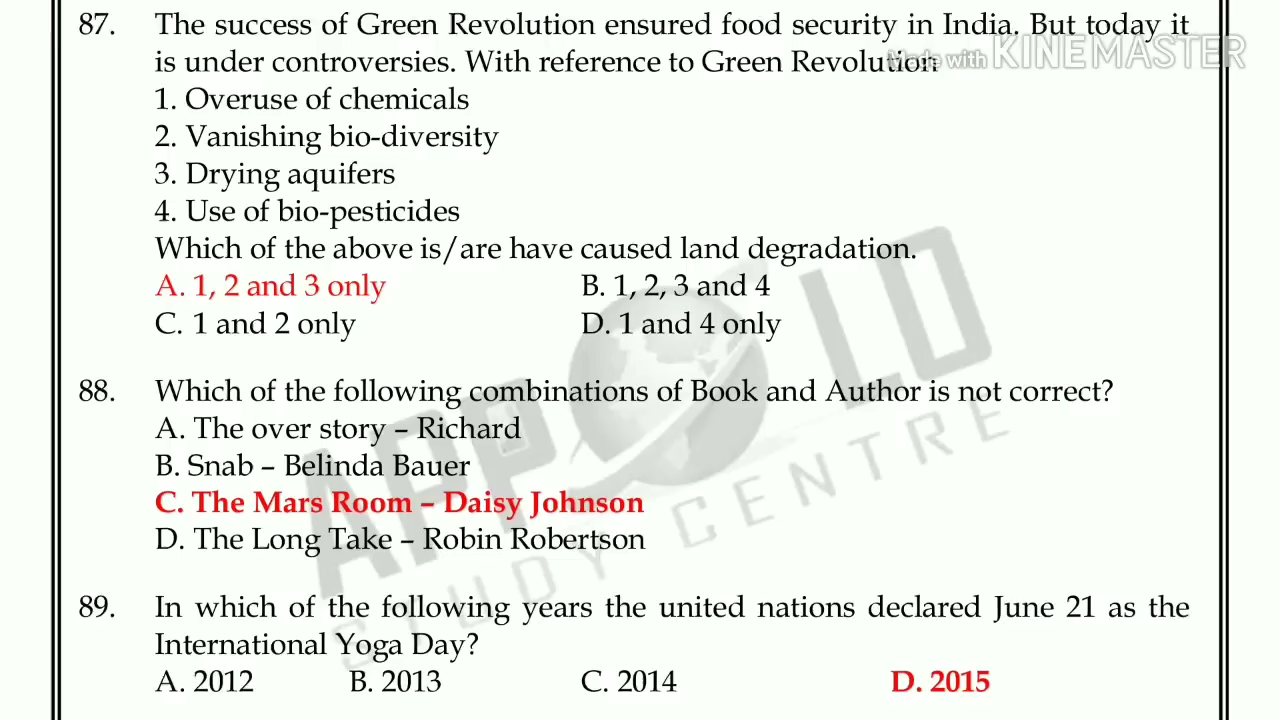 87. The success of Green Revolution ensured food security in India. But today it
is under controversies. With reference to Green Revolution
Made with KINEMASTER
1. Overuse of chemicals
2. Vanishing bio-diversity
3. Drying aquifers
4. Use of bio-pesticides
Which of the above is/are have caused land degradation.
A. 1, 2 and 3 only B. 1, 2, 3 and 4
C. 1 and 2 only D. 1 and 4 only
88. Which of the following combinations of Book and Author is not correct?
A. The over story – Richard
B. Snab – Belinda Bauer
C. The Mars Room – Daisy Johnson
D. The Long Take – Robin Robertson
89. In which of the following years the united nations declared June 21 as the
International Yoga Day?
A. 2012 B. 2013 C. 2014 D. 2015
STUDY CENTRE